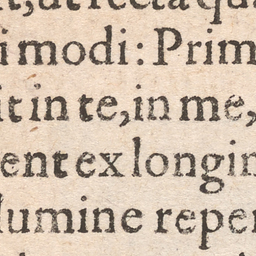 t, ut recta qua
i modi: Prim
it in te, in me,
ent ex longin
lumine reper